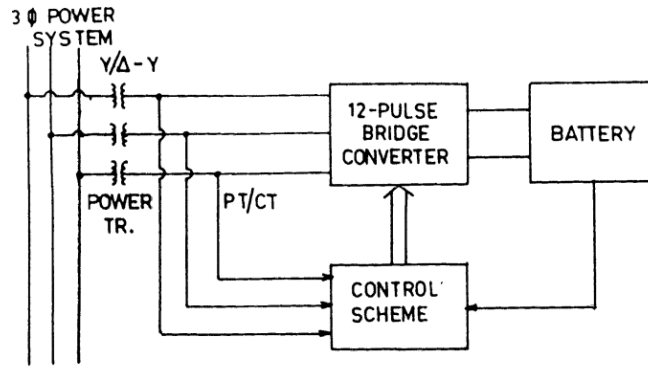 3 ϕ POWER
SYSTEM
Y/Δ-Y
POWER
TR.
PT/CT
12-PULSE
BRIDGE
CONVERTER
BATTERY
CONTROL
SCHEME